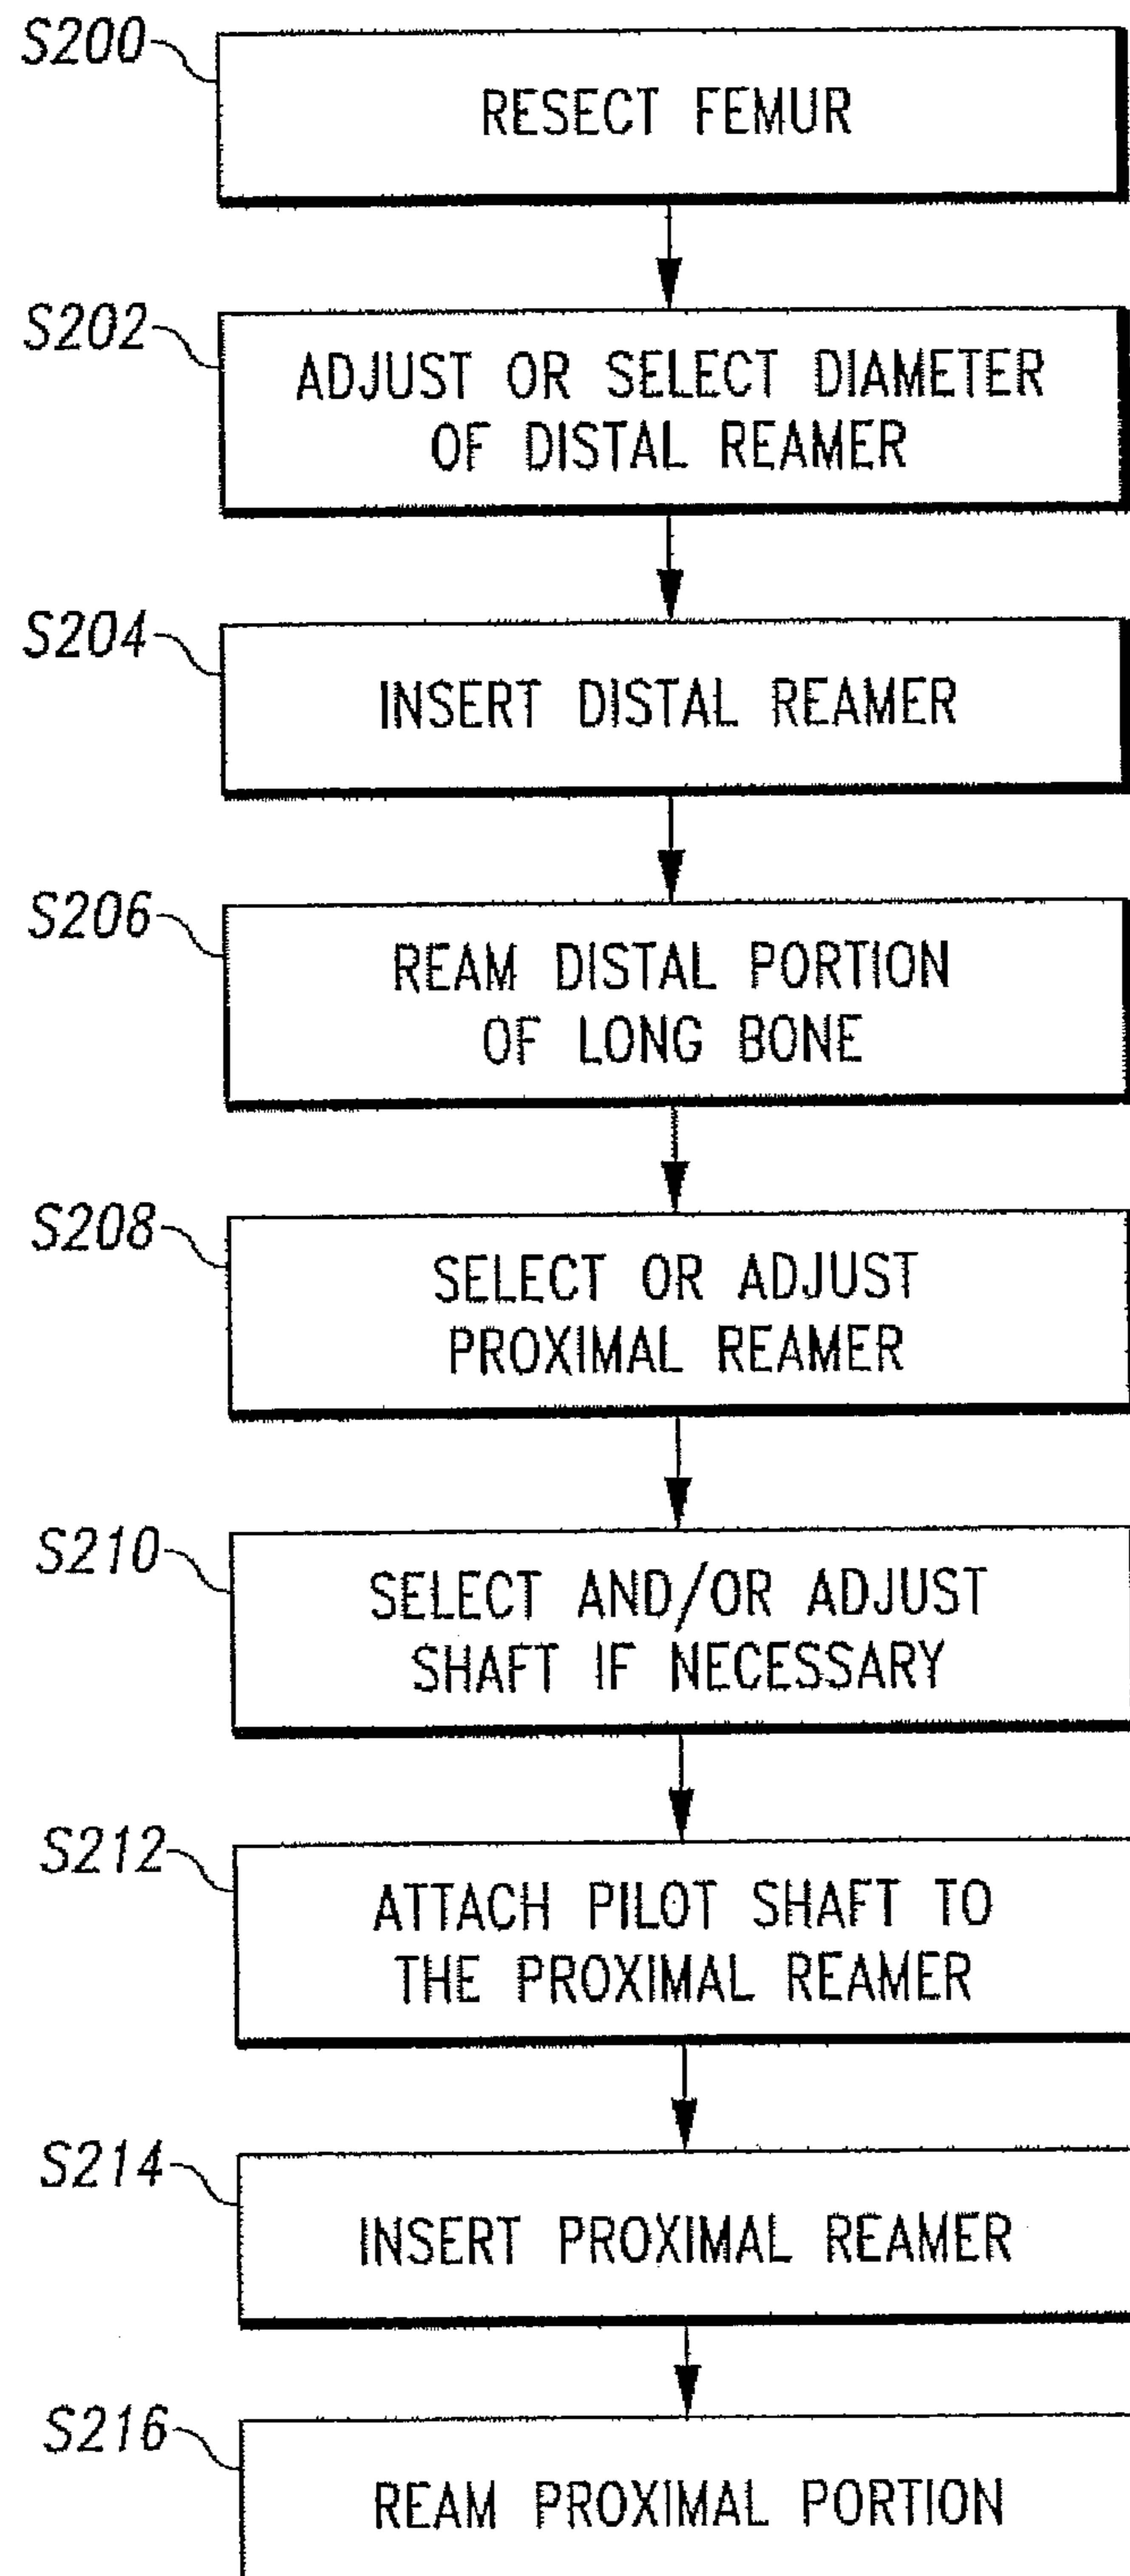 S200
RESECT FEMUR
S202
ADJUST OR SELECT DIAMETER
OF DISTAL REAMER
S204
INSERT DISTAL REAMER
S206
REAM DISTAL PORTION
OF LONG BONE
S208
SELECT OR ADJUST
PROXIMAL REAMER
S210
SELECT AND/OR ADJUST
SHAFT IF NECESSARY
S212
ATTACH PILOT SHAFT TO
THE PROXIMAL REAMER
S214
INSERT PROXIMAL REAMER
S216
REAM PROXIMAL PORTION